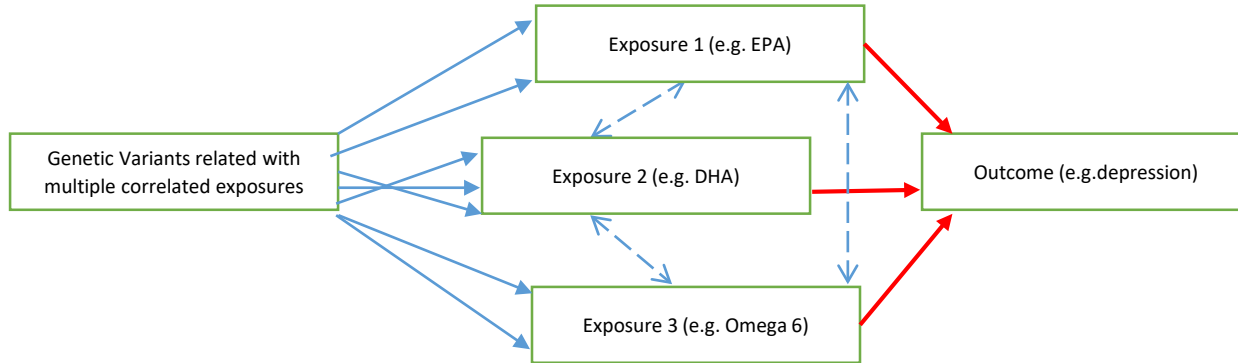 Exposure 1 (e.g. EPA)
Genetic Variants related with
multiple correlated exposures
Exposure 2 (e.g. DHA)
Outcome (e.g.depression)
Exposure 3 (e.g. Omega 6)